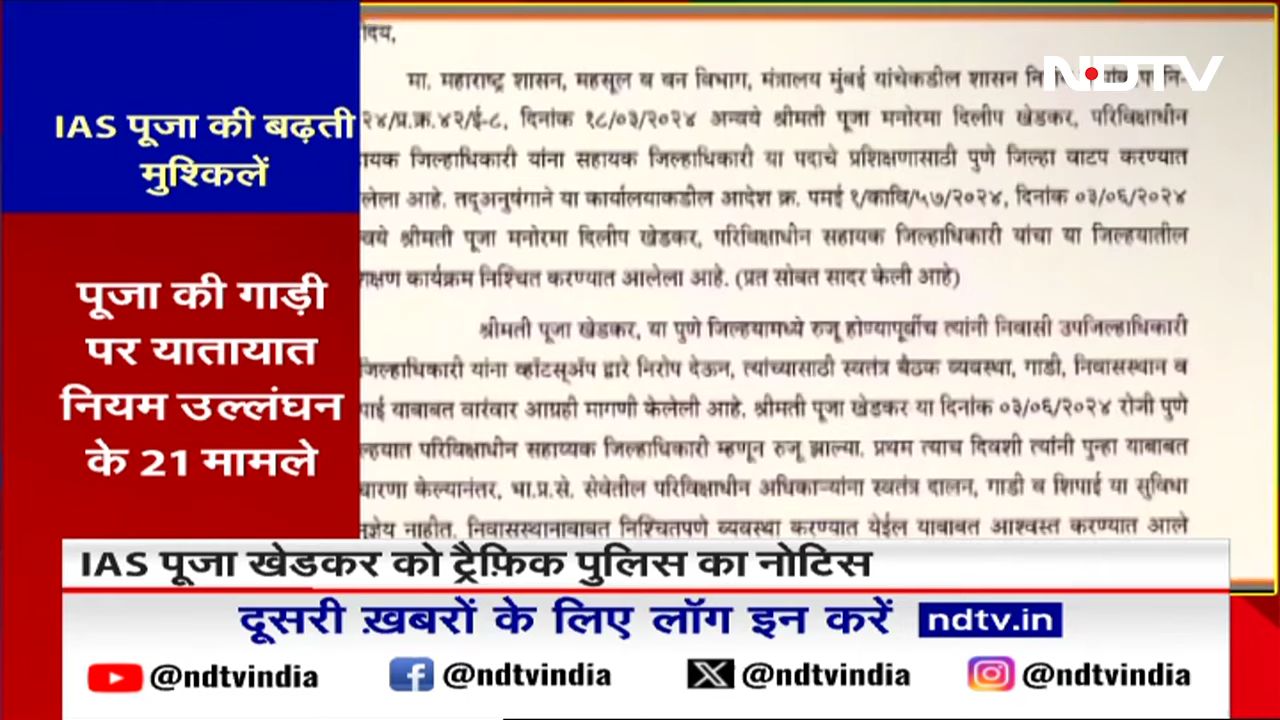 NDTV
IAS पूजा की बढ़ती
मुश्किलें
पूजा की गाड़ी
पर यातायात
नियम उल्लंघन
के 21 मामले
मा. महाराष्ट्र शासन, महसूल व वन विभाग, मंत्रालय मुंबई यांचेकडील शासन
२४/प्र.क्र.४२/ई-८, दिनांक १८/०३/२०२४ अन्वये श्रीमती पूजा मनोरमा दिलीप खेडकर, परिविक्षाधीन
जिल्हाधिकारी यांना सहायक जिल्हाधिकारी या पदाचे प्रशिक्षणासाठी पुणे जिल्हा वाटप करण्यात
आहे. तद्अनुषंगाने या कार्यालयाकडील आदेश क्र. पमई १/कावि/५७/२०२४, दिनांक ०३/०६/२०२४
श्रीमती पूजा मनोरमा दिलीप खेडकर, परिविक्षाधीन सहायक जिल्हाधिकारी यांचा या जिल्हयातील
कार्यक्रम निश्चित करण्यात आलेला आहे. (प्रत सोबत सादर केली आहे)
श्रीमती पूजा खेडकर, या पुणे जिल्हयामध्ये रुजू होण्यापूर्वीच त्यांनी निवासी उपजिल्हाधिकारी
जिल्हाधिकारी यांना व्हॉटस्ॲप द्वारे निरोप देऊन, त्यांच्यासाठी स्वतंत्र बैठक व्यवस्था, गाडी, निवासस्थान व
याबाबत वारंवार आग्रही मागणी केलेली आहे. श्रीमती पूजा खेडकर या दिनांक ०३/०६/२०२४ रोजी पुणे
परिविक्षाधीन सहाय्यक जिल्हाधिकारी म्हणून रुजू झाल्या. प्रथम त्याच दिवशी त्यांनी पुन्हा याबाबत
केल्यानंतर, भा.प्र.से. सेवेतील परिविक्षाधीन अधिकाऱ्यांना स्वतंत्र दालन, गाडी व शिपाई या सुविधा
नाहीत. निवासस्थानाबाबत निश्चितपणे व्यवस्था करण्यात येईल याबाबत आश्वस्त करण्यात आले
IAS पूजा खेडकर को ट्रैफ़िक पुलिस का नोटिस
दूसरी ख़बरों के लिए लॉग इन करें ndtv.in
@ndtvindia @ndtvindia @ndtvindia @ndtvindia